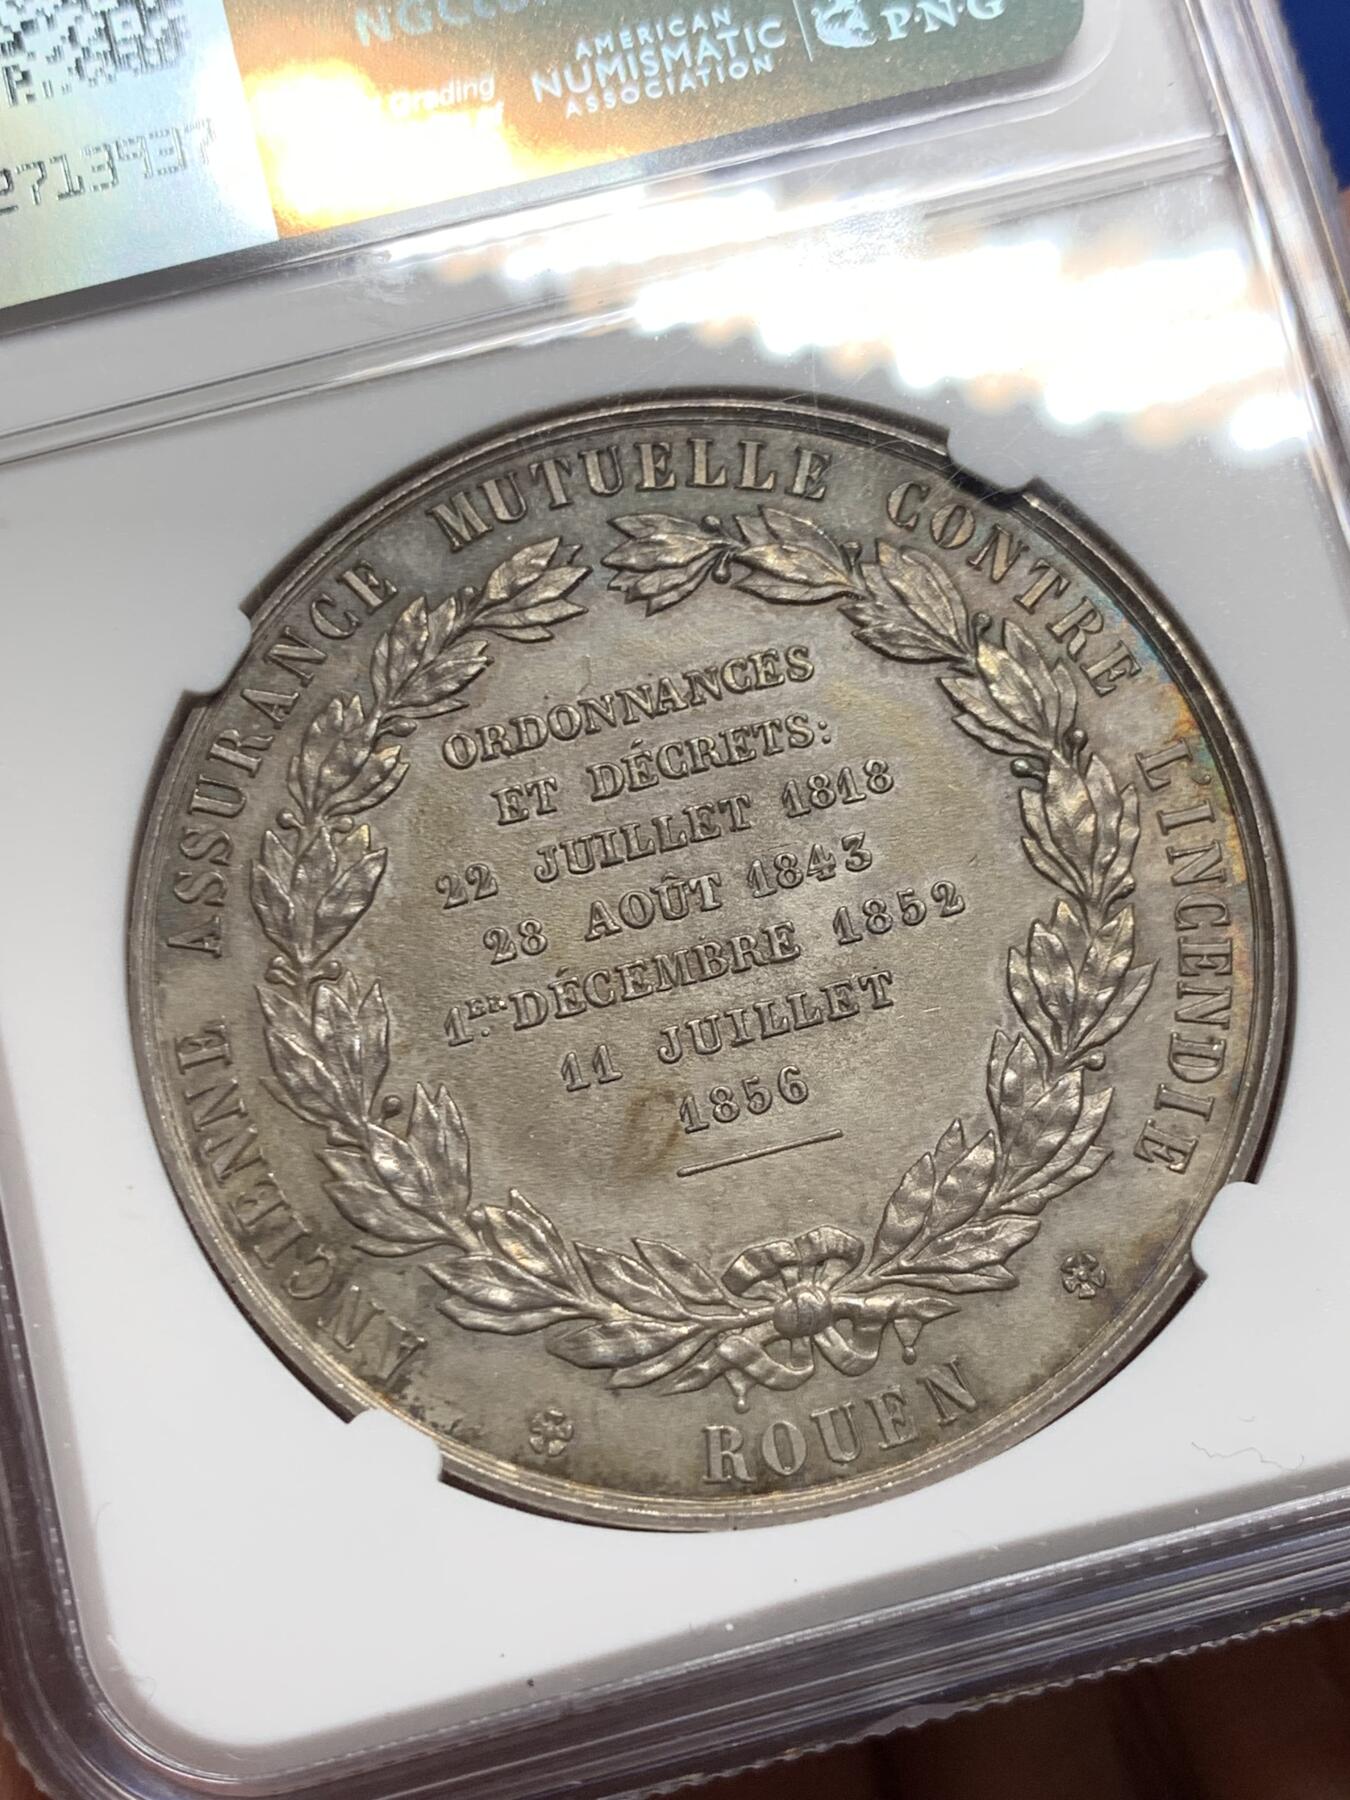 AMERICAN
NUMISMATIC
ASSOCIATION
P·N·G
Grading
2713937
ANCIENNE ASSURANCE MUTUELLE CONTRE L'INCENDIE
ORDONNANCES
ET DÉCRETS:
22 JUILLET 1818
28 AOÛT 1843
1ER. DÉCEMBRE 1852
11 JUILLET
1856
ROUEN